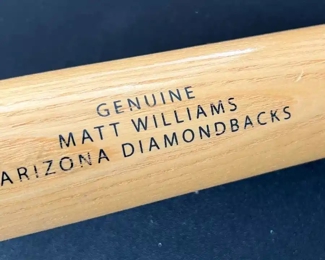 GENUINE
MATT WILLIAMS
ARIZONA DIAMONDBACKS